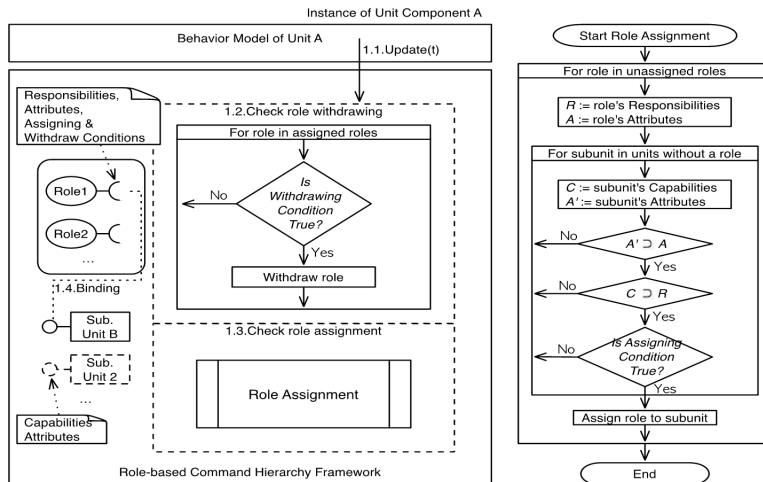 Instance of Unit Component A
Behavior Model of Unit A
1.1.Update(t)
Responsibilities,
Attributes,
Assigning &
Withdraw Conditions
Role1
Role2
...
1.4.Binding
Sub.
Unit B
Sub.
Unit 2
...
Capabilities
Attributes
1.2.Check role withdrawing
For role in assigned roles
Is
Withdrawing
Condition
True?
No
Yes
Withdraw role
1.3.Check role assignment
Role Assignment
Role-based Command Hierarchy Framework
Start Role Assignment
For role in unassigned roles
R := role's Responsibilities
A := role's Attributes
For subunit in units without a role
C := subunit's Capabilities
A' := subunit's Attributes
No
A' ⊃ A
Yes
No
C ⊃ R
Yes
No
Is Assigning
Condition
True?
Yes
Assign role to subunit
End